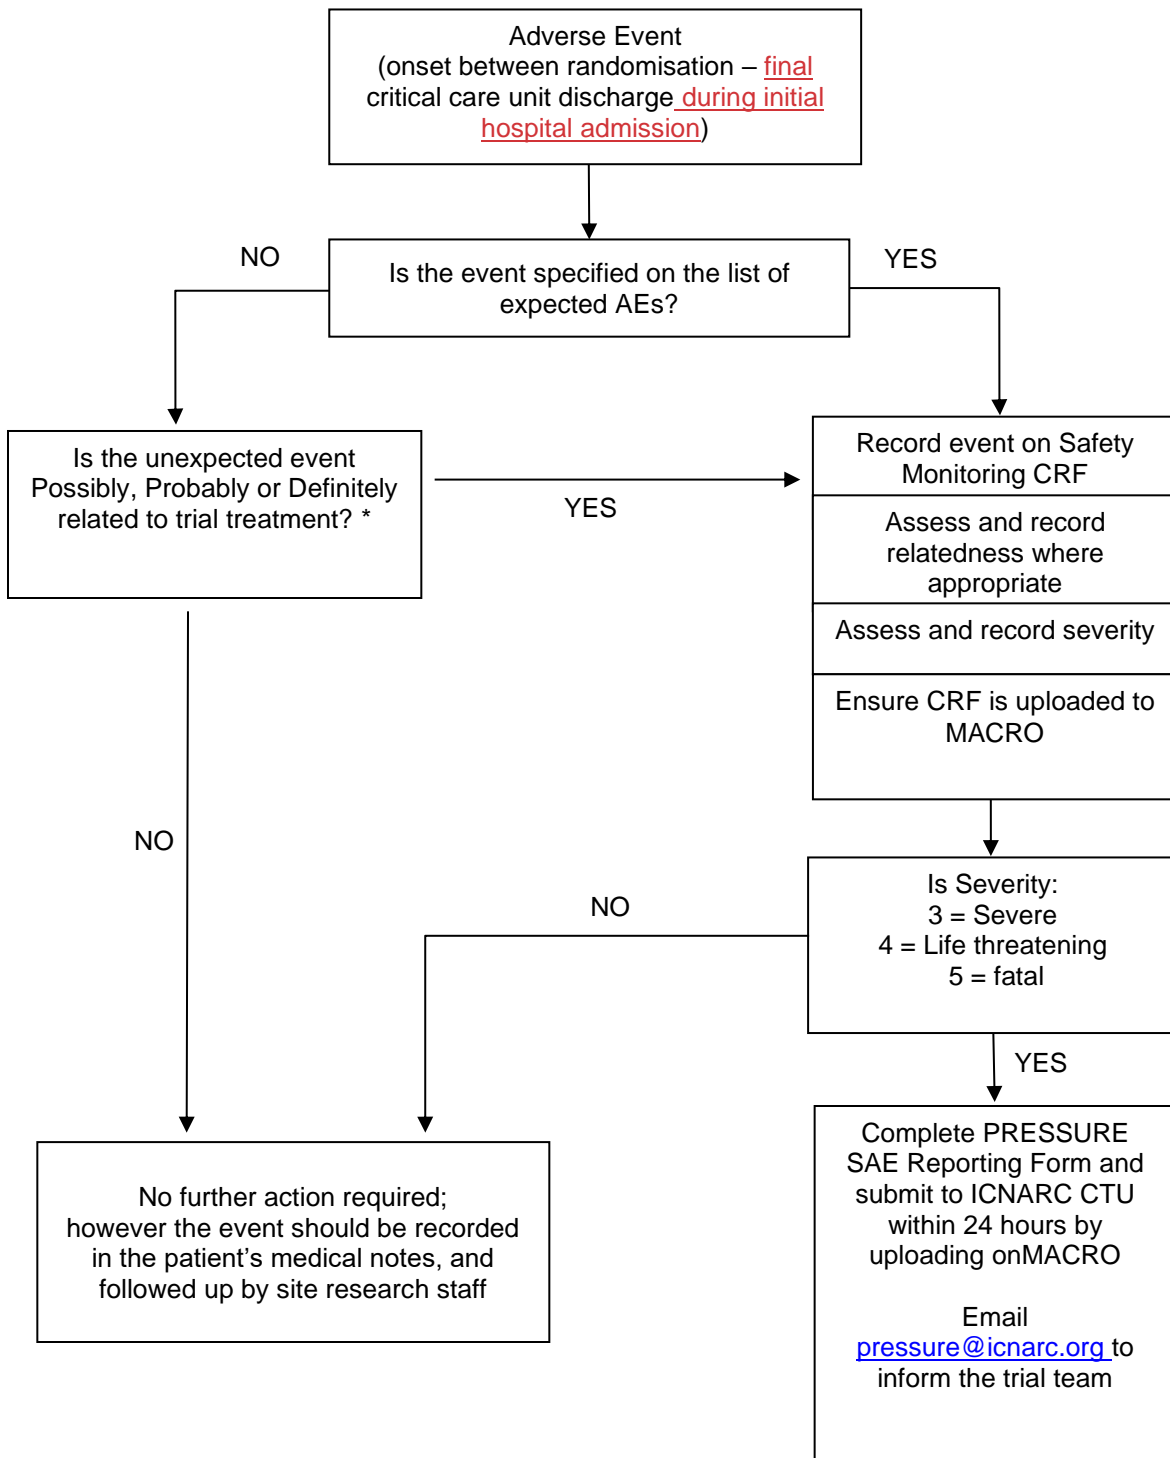 Adverse Event
(onset between randomisation – final
critical care unit discharge during initial
hospital admission)
NO
YES
Is the event specified on the list of
expected AEs?
Is the unexpected event
Possibly, Probably or Definitely
related to trial treatment? *
YES
Record event on Safety
Monitoring CRF
Assess and record
relatedness where
appropriate
Assess and record severity
Ensure CRF is uploaded to
MACRO
NO
NO
Is Severity:
3 = Severe
4 = Life threatening
5 = fatal
YES
No further action required;
however the event should be recorded
in the patient’s medical notes, and
followed up by site research staff
Complete PRESSURE
SAE Reporting Form and
submit to ICNARC CTU
within 24 hours by
uploading onMACRO
Email
pressure@icnarc.org to
inform the trial team